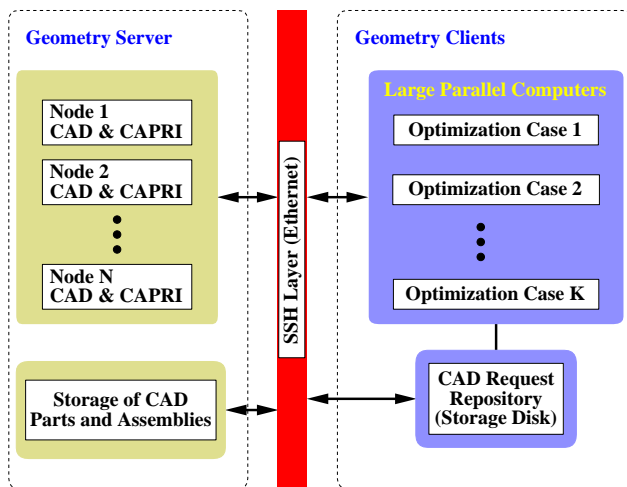 Geometry Server
Node 1
CAD & CAPRI
Node 2
CAD & CAPRI
Node N
CAD & CAPRI
Storage of CAD
Parts and Assemblies
SSH Layer (Ethernet)
Geometry Clients
Large Parallel Computers
Optimization Case 1
Optimization Case 2
Optimization Case K
CAD Request
Repository
(Storage Disk)